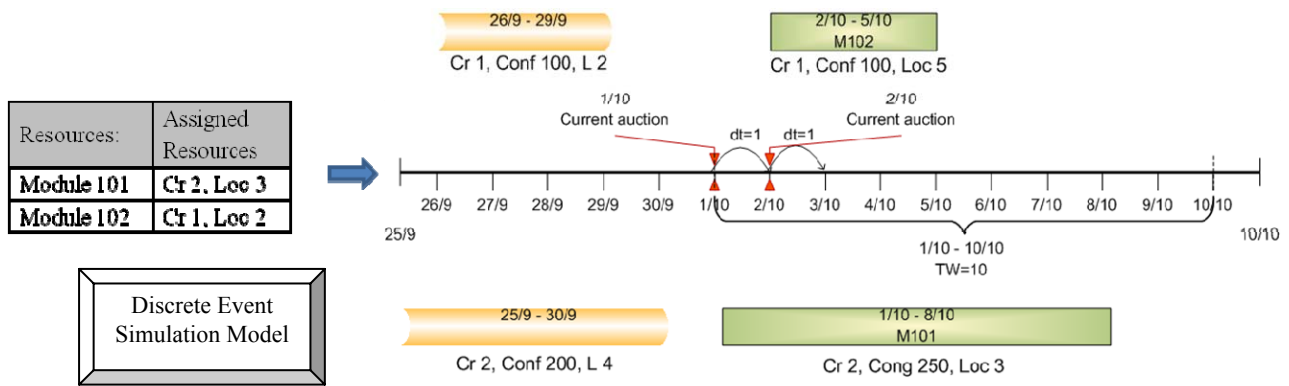 26/9 - 29/9
Cr 1, Conf 100, L 2
2/10 - 5/10
M102
Cr 1, Conf 100, Loc 5
1/10
Current auction
2/10
Current auction
dt=1 dt=1
Resources: Assigned
Resources
Module 101 Cr 2, Loc 3
Module 102 Cr 1, Loc 2
26/9 27/9 28/9 29/9 30/9 1/10 2/10 3/10 4/10 5/10 6/10 7/10 8/10 9/10 10/10
25/9 10/10
1/10 - 10/10
TW=10
Discrete Event
Simulation Model
25/9 - 30/9
Cr 2, Conf 200, L 4
1/10 - 8/10
M101
Cr 2, Cong 250, Loc 3